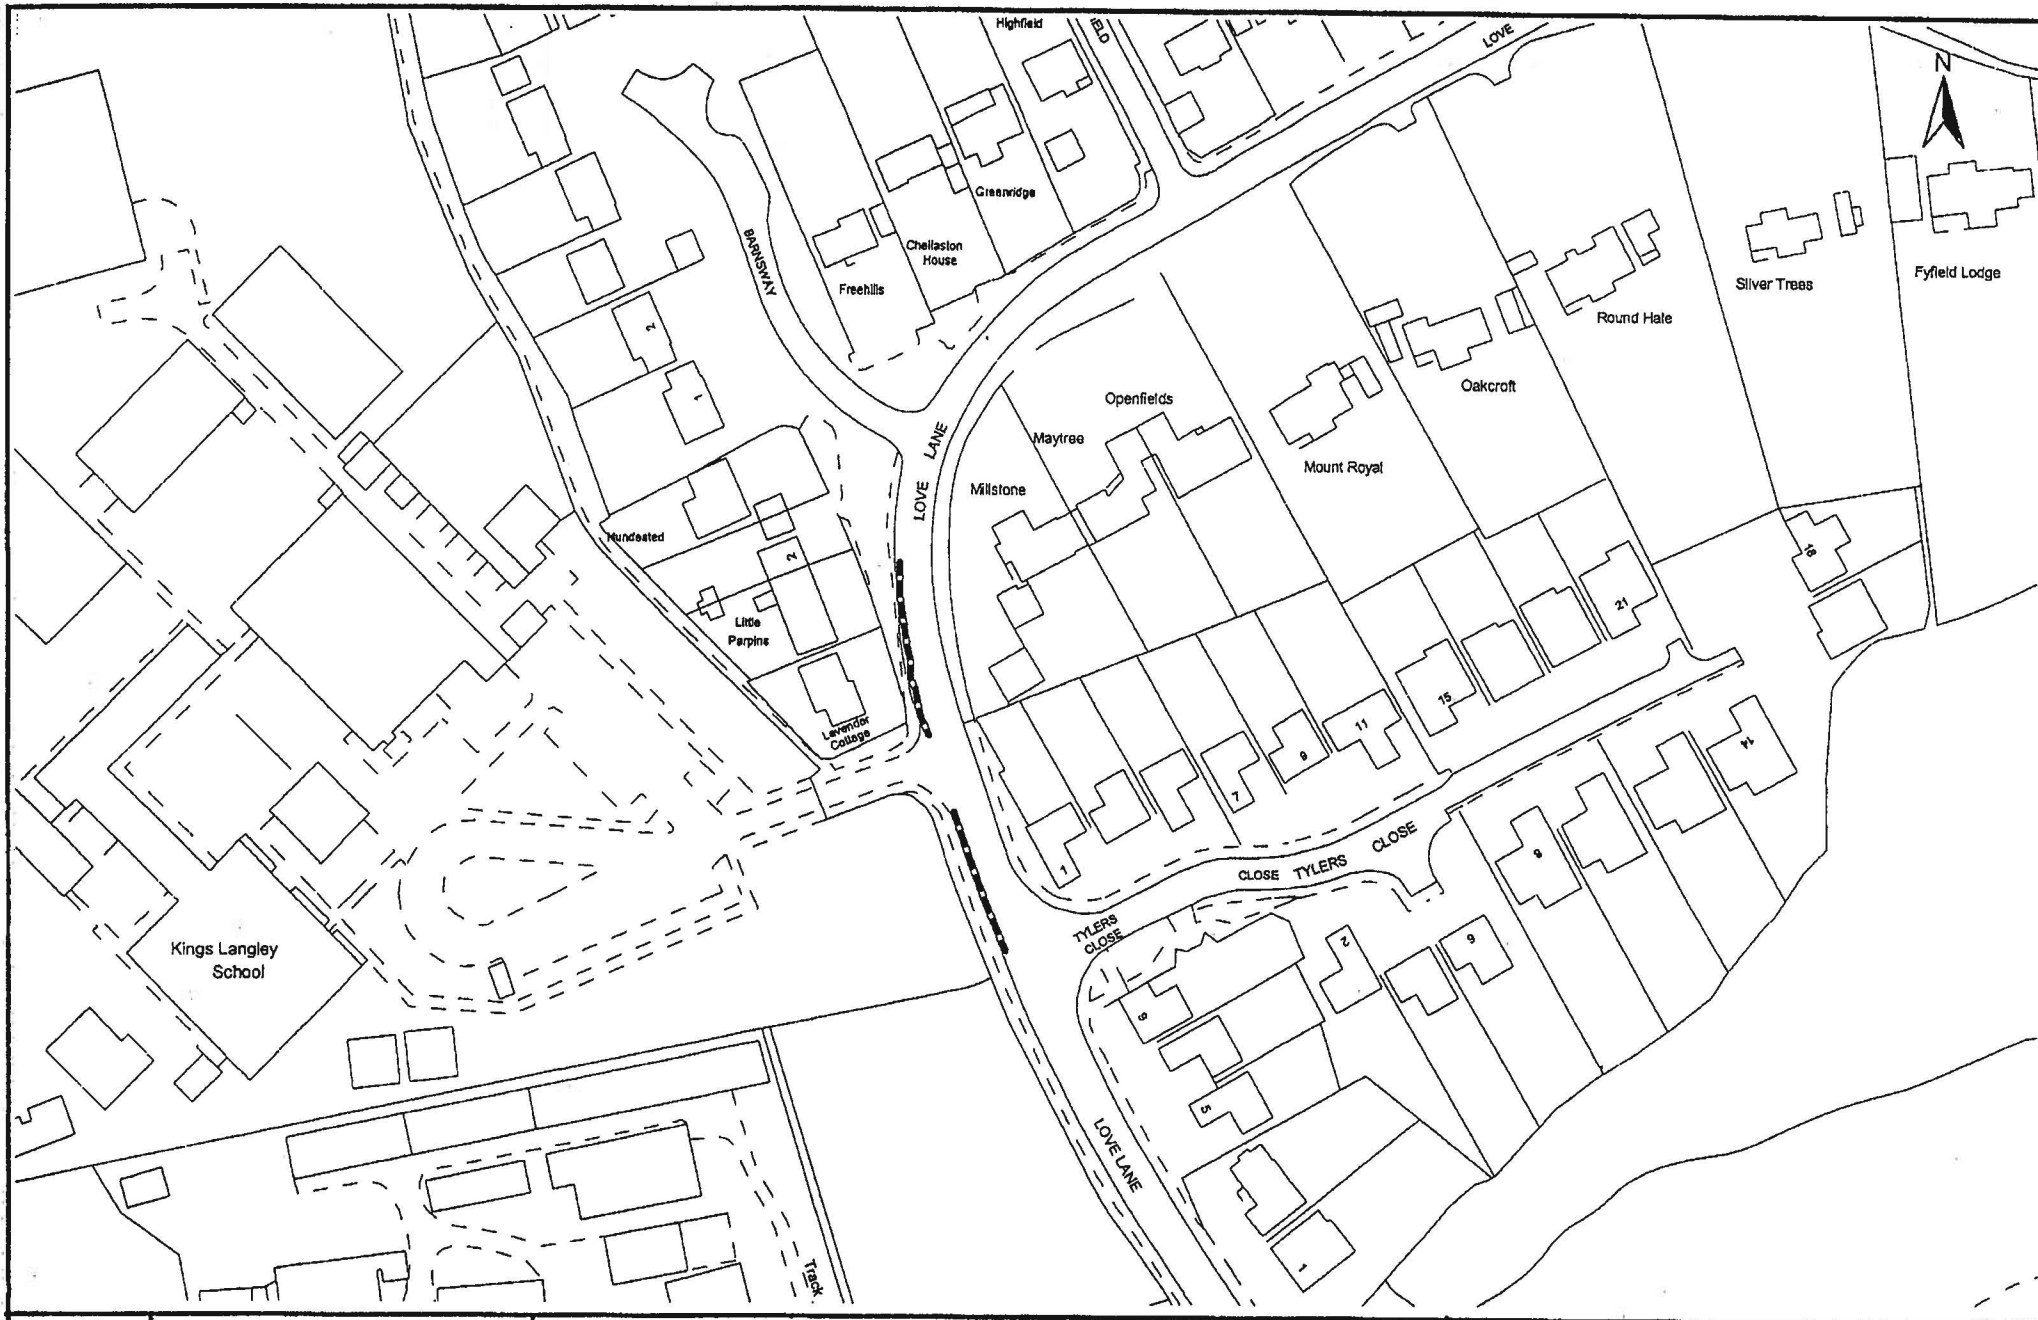 Highfield
LOVE
N
BARNSWAY
Greenridge
Chellaston
House
Freehills
Silver Trees
Fyfield Lodge
Round Hale
2
1
Oakcroft
Openfields
Maytree
Mount Royal
Millstone
LOVE LANE
Hundested
2
18
21
Little
Parpins
15
11
9
7
1
14
Lavender
Cottage
TYLERS CLOSE
CLOSE
8
TYLERS
CLOSE
2
6
Kings Langley
School
9
5
LOVE LANE
1
Track